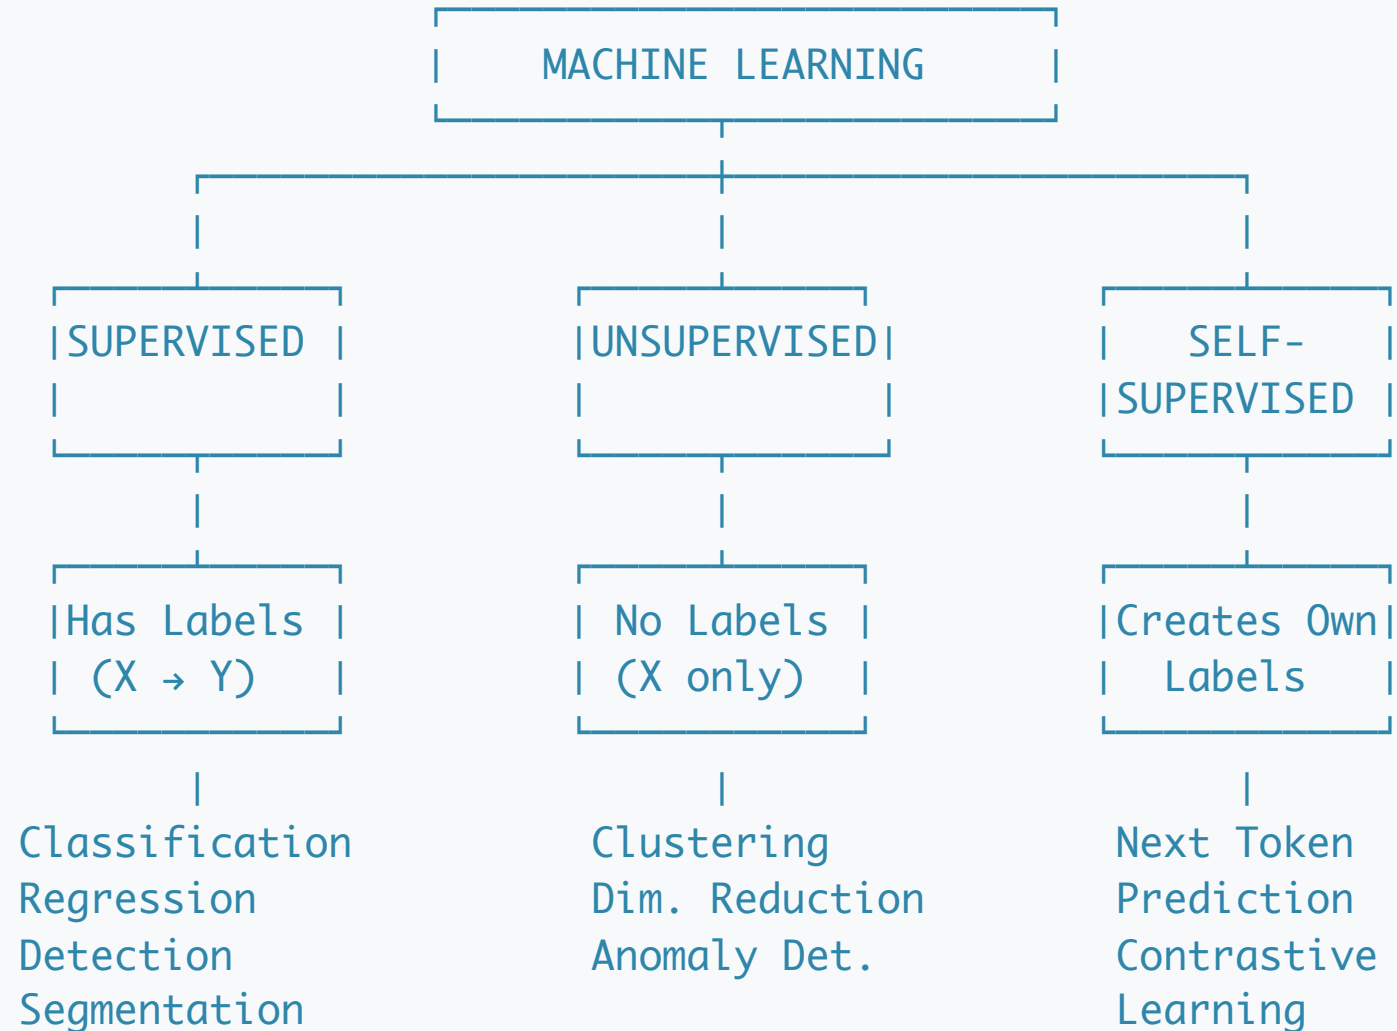 MACHINE LEARNING
SUPERVISED
UNSUPERVISED
SELF-
SUPERVISED
Has Labels
(X → Y)
No Labels
(X only)
Creates Own
Labels
Classification
Regression
Detection
Segmentation
Clustering
Dim. Reduction
Anomaly Det.
Next Token
Prediction
Contrastive
Learning